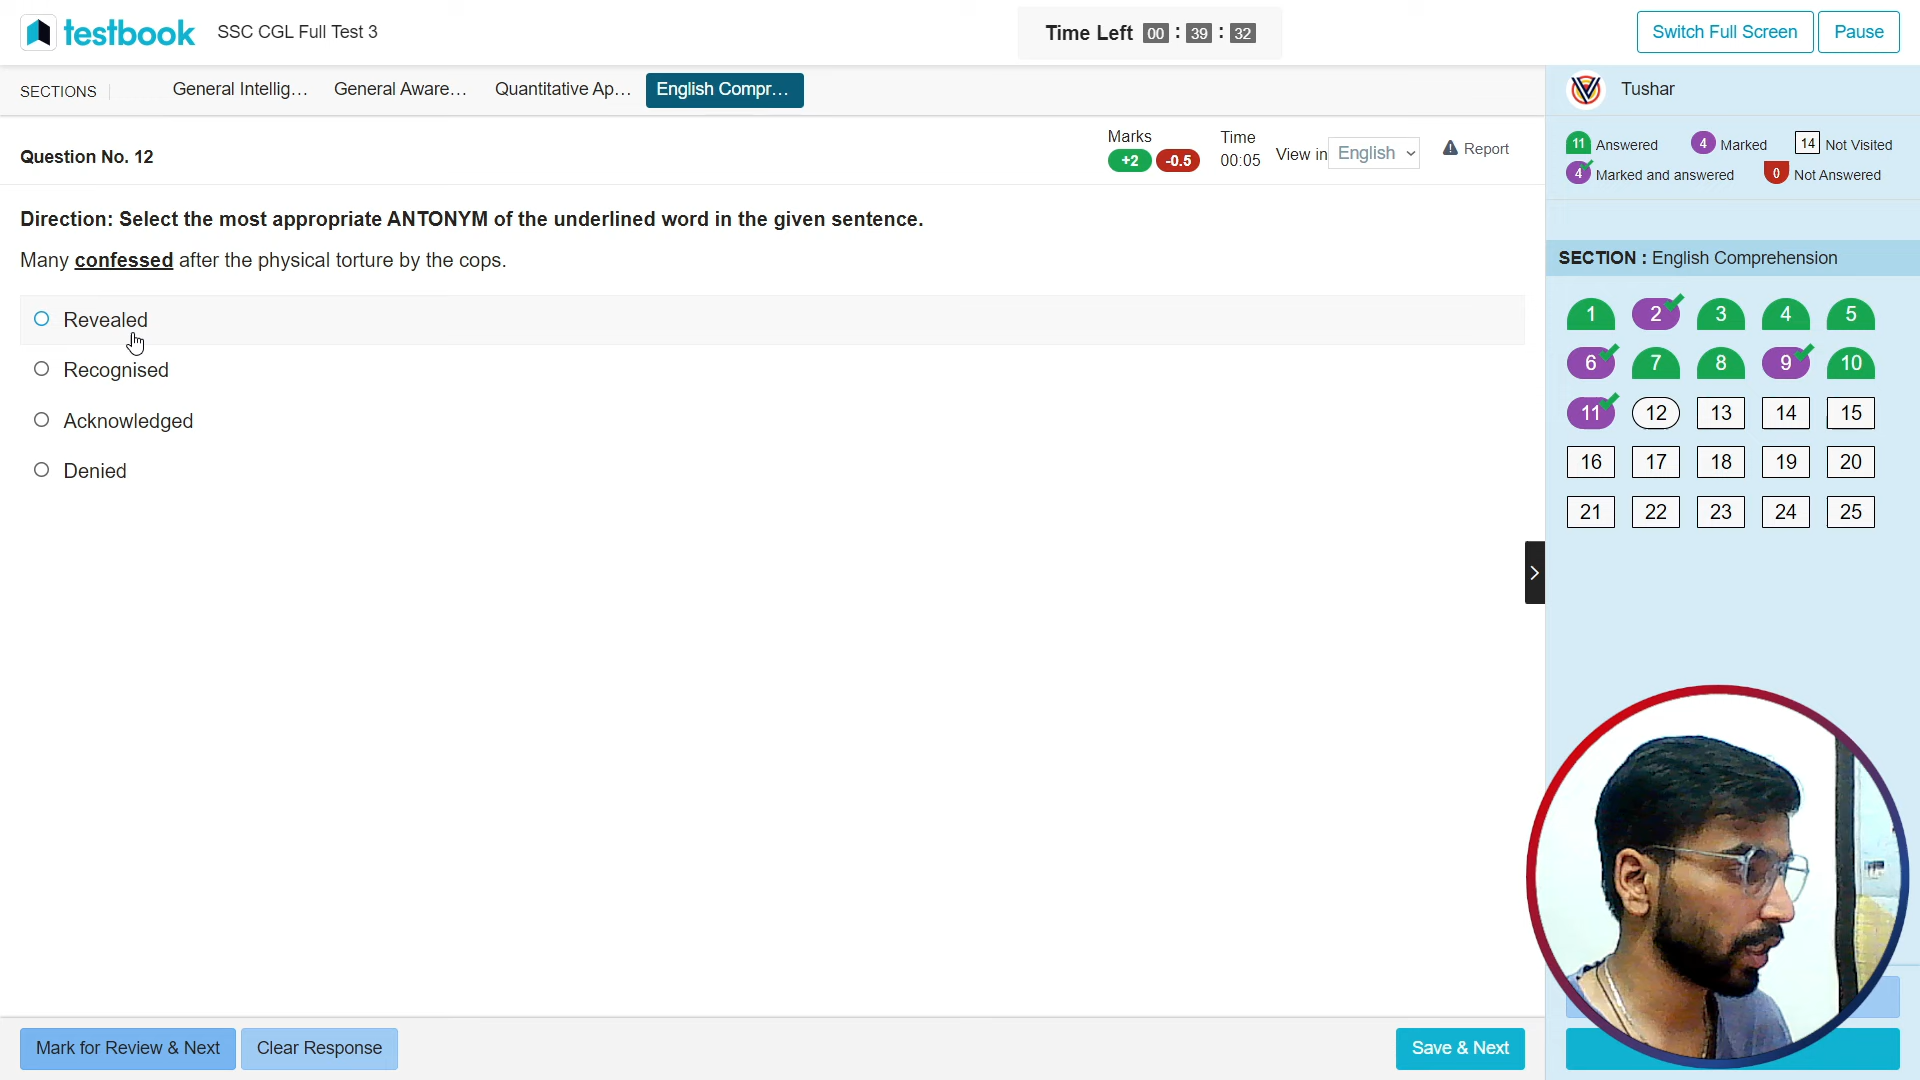 testbook SSC CGL Full Test 3 Time Left 00 : 39 : 32 Switch Full Screen Pause
SECTIONS General Intellig... General Aware... Quantitative Ap... English Compr... Tushar
Question No. 12 Marks +2 -0.5 Time 00:05 View in English Report
11 Answered 4 Marked 14 Not Visited
4 Marked and answered 0 Not Answered
Direction: Select the most appropriate ANTONYM of the underlined word in the given sentence.
Many confessed after the physical torture by the cops.
Revealed
Recognised
Acknowledged
Denied
SECTION : English Comprehension
1 2 3 4 5
6 7 8 9 10
11 12 13 14 15
16 17 18 19 20
21 22 23 24 25
Mark for Review & Next Clear Response Save & Next